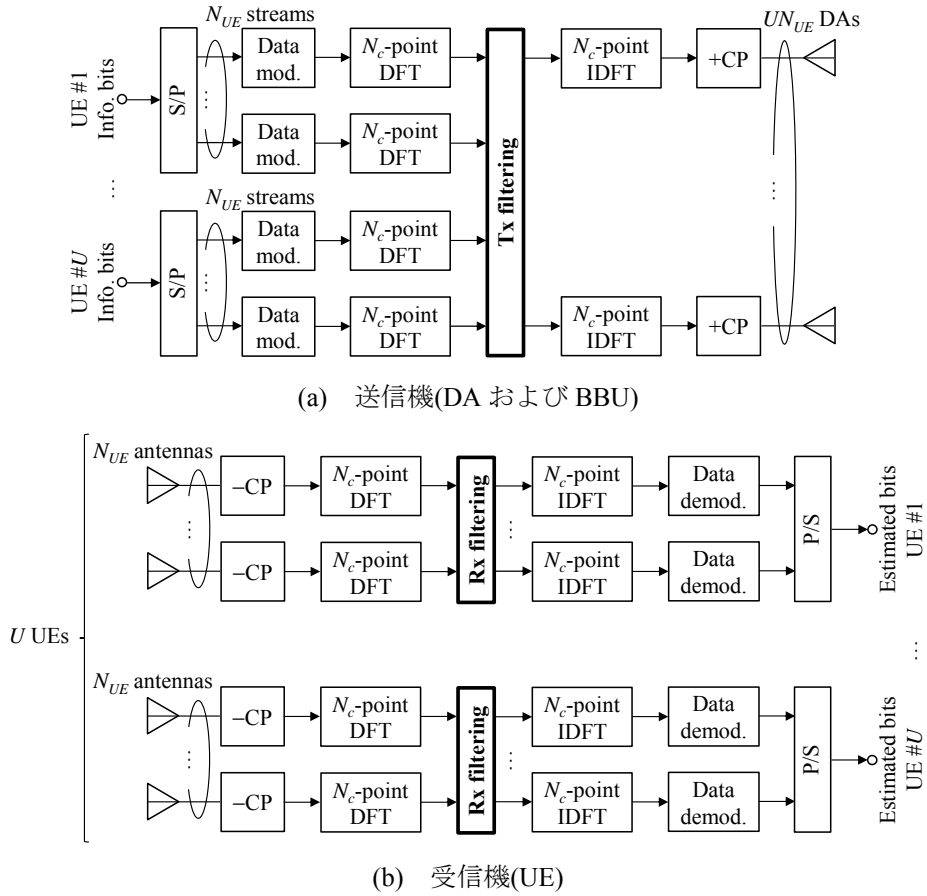 N_UE streams
UE #1
Info. bits
S/P
...
Data
mod.
N_c-point
DFT
Data
mod.
N_c-point
DFT
...
N_UE streams
UE #U
Info. bits
S/P
...
Data
mod.
N_c-point
DFT
Data
mod.
N_c-point
DFT
Tx filtering
N_c-point
IDFT
+CP
N_c-point
IDFT
+CP
UN_UE DAs
...
(a) 送信機(DA および BBU)
U UEs
N_UE antennas
...
–CP
N_c-point
DFT
–CP
N_c-point
DFT
Rx filtering
...
N_c-point
IDFT
Data
demod.
N_c-point
IDFT
Data
demod.
P/S
Estimated bits
UE #1
...
N_UE antennas
...
–CP
N_c-point
DFT
–CP
N_c-point
DFT
Rx filtering
...
N_c-point
IDFT
Data
demod.
N_c-point
IDFT
Data
demod.
P/S
Estimated bits
UE #U
(b) 受信機(UE)